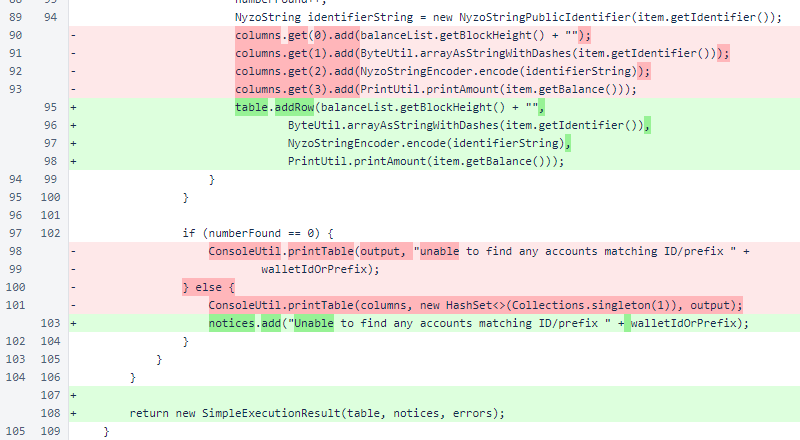 88 93 numberFound++;
89 94 NyzoString identifierString = new NyzoStringPublicIdentifier(item.getIdentifier());
90 - columns.get(0).add(balanceList.getBlockHeight() + "");
91 - columns.get(1).add(ByteUtil.arrayAsStringWithDashes(item.getIdentifier()));
92 - columns.get(2).add(NyzoStringEncoder.encode(identifierString));
93 - columns.get(3).add(PrintUtil.printAmount(item.getBalance()));
95 + table.addRow(balanceList.getBlockHeight() + "",
96 + ByteUtil.arrayAsStringWithDashes(item.getIdentifier()),
97 + NyzoStringEncoder.encode(identifierString),
98 + PrintUtil.printAmount(item.getBalance()));
94 99 }
95 100 }
96 101
97 102 if (numberFound == 0) {
98 - ConsoleUtil.printTable(output, "unable to find any accounts matching ID/prefix " +
99 - walletIdOrPrefix);
100 - } else {
101 - ConsoleUtil.printTable(columns, new HashSet<>(Collections.singleton(1)), output);
103 + notices.add("Unable to find any accounts matching ID/prefix " + walletIdOrPrefix);
102 104 }
103 105 }
104 106 }
107 +
108 + return new SimpleExecutionResult(table, notices, errors);
105 109 }